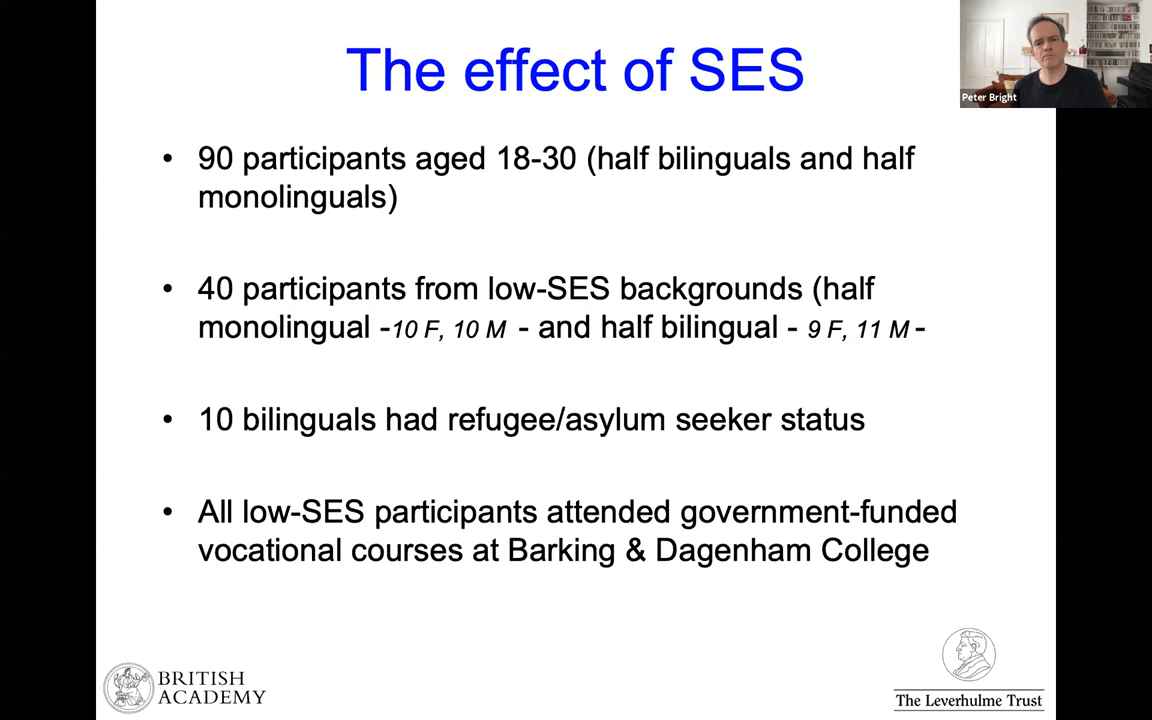 The effect of SES
Peter Bright
• 90 participants aged 18-30 (half bilinguals and half
monolinguals)
• 40 participants from low-SES backgrounds (half
monolingual -10 F, 10 M - and half bilingual - 9 F, 11 M -
• 10 bilinguals had refugee/asylum seeker status
• All low-SES participants attended government-funded
vocational courses at Barking & Dagenham College
BRITISH
ACADEMY
The Leverhulme Trust